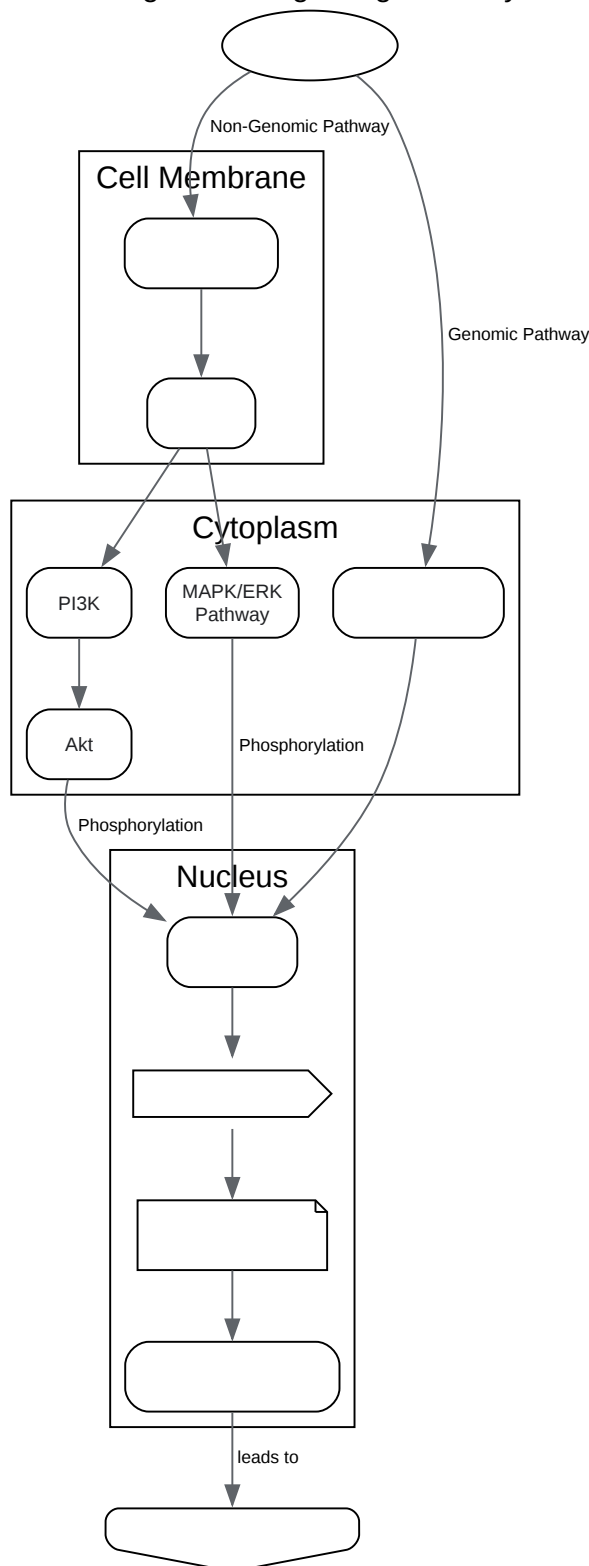 Non-Genomic Pathway
Cell Membrane
Genomic Pathway
Cytoplasm
PI3K
MAPK/ERK
Pathway
Akt
Phosphorylation
Phosphorylation
Nucleus
leads to